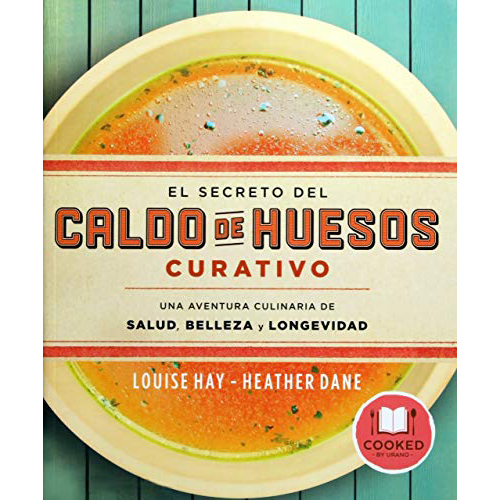 EL SECRETO DEL
CALDO DE HUESOS
CURATIVO
UNA AVENTURA CULINARIA DE
SALUD, BELLEZA y LONGEVIDAD
LOUISE HAY - HEATHER DANE
COOKED
BY URANO